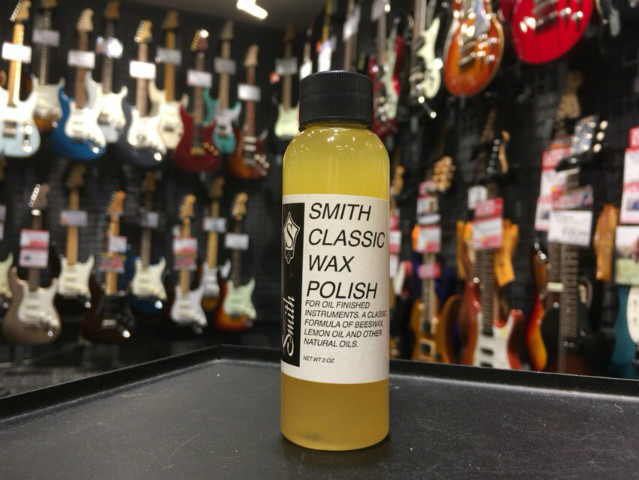 SMITH
CLASSIC
WAX
POLISH
FOR OIL FINISHED
INSTRUMENTS. A CLASSIC
FORMULA OF BEESWAX,
LEMON OIL AND OTHER
NATURAL OILS.
NET WT 2 OZ.
S
Smith